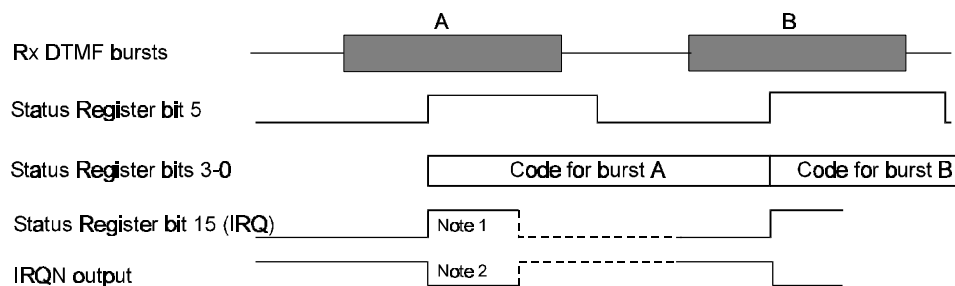 A B
Rx DTMF bursts
Status Register bit 5
Status Register bits 3-0 Code for burst A Code for burst B
Status Register bit 15 (IRQ) Note 1
IRQN output Note 2